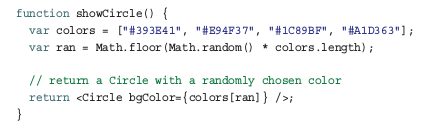 function showCircle() {
  var colors = ["#393E41", "#E94F37", "#1C89BF", "#A1D363"];
  var ran = Math.floor(Math.random() * colors.length);

  // return a Circle with a randomly chosen color
  return <Circle bgColor={colors[ran]} />;
}